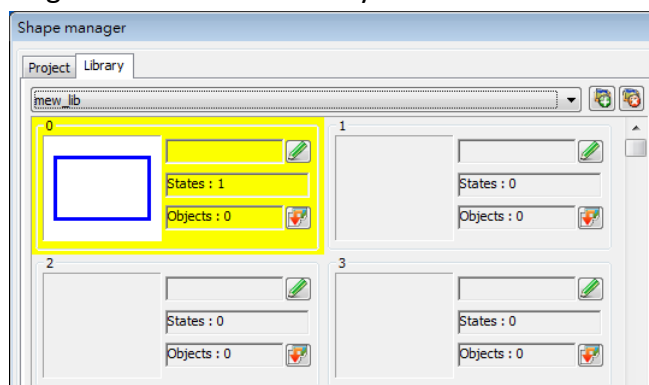 Shape manager
Project Library
mew_lib
0 1
States : 1 States : 0
Objects : 0 Objects : 0
2 3
States : 0 States : 0
Objects : 0 Objects : 0